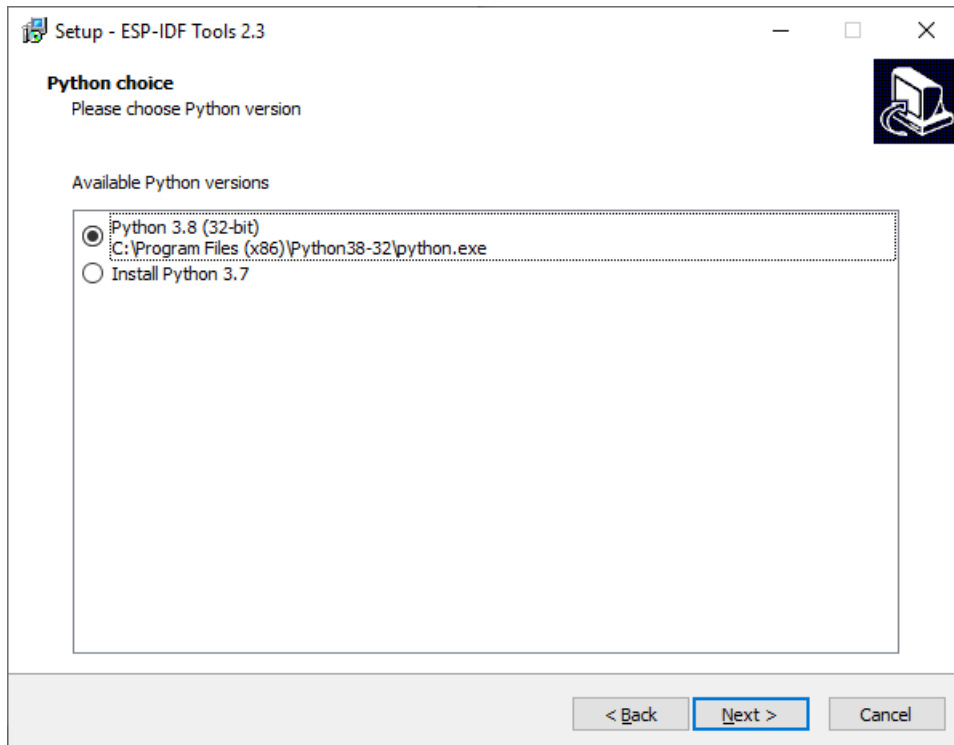 Setup - ESP-IDF Tools 2.3
Python choice
Please choose Python version
Available Python versions
Python 3.8 (32-bit)
C:\Program Files (x86)\Python38-32\python.exe
Install Python 3.7
< Back
Next >
Cancel